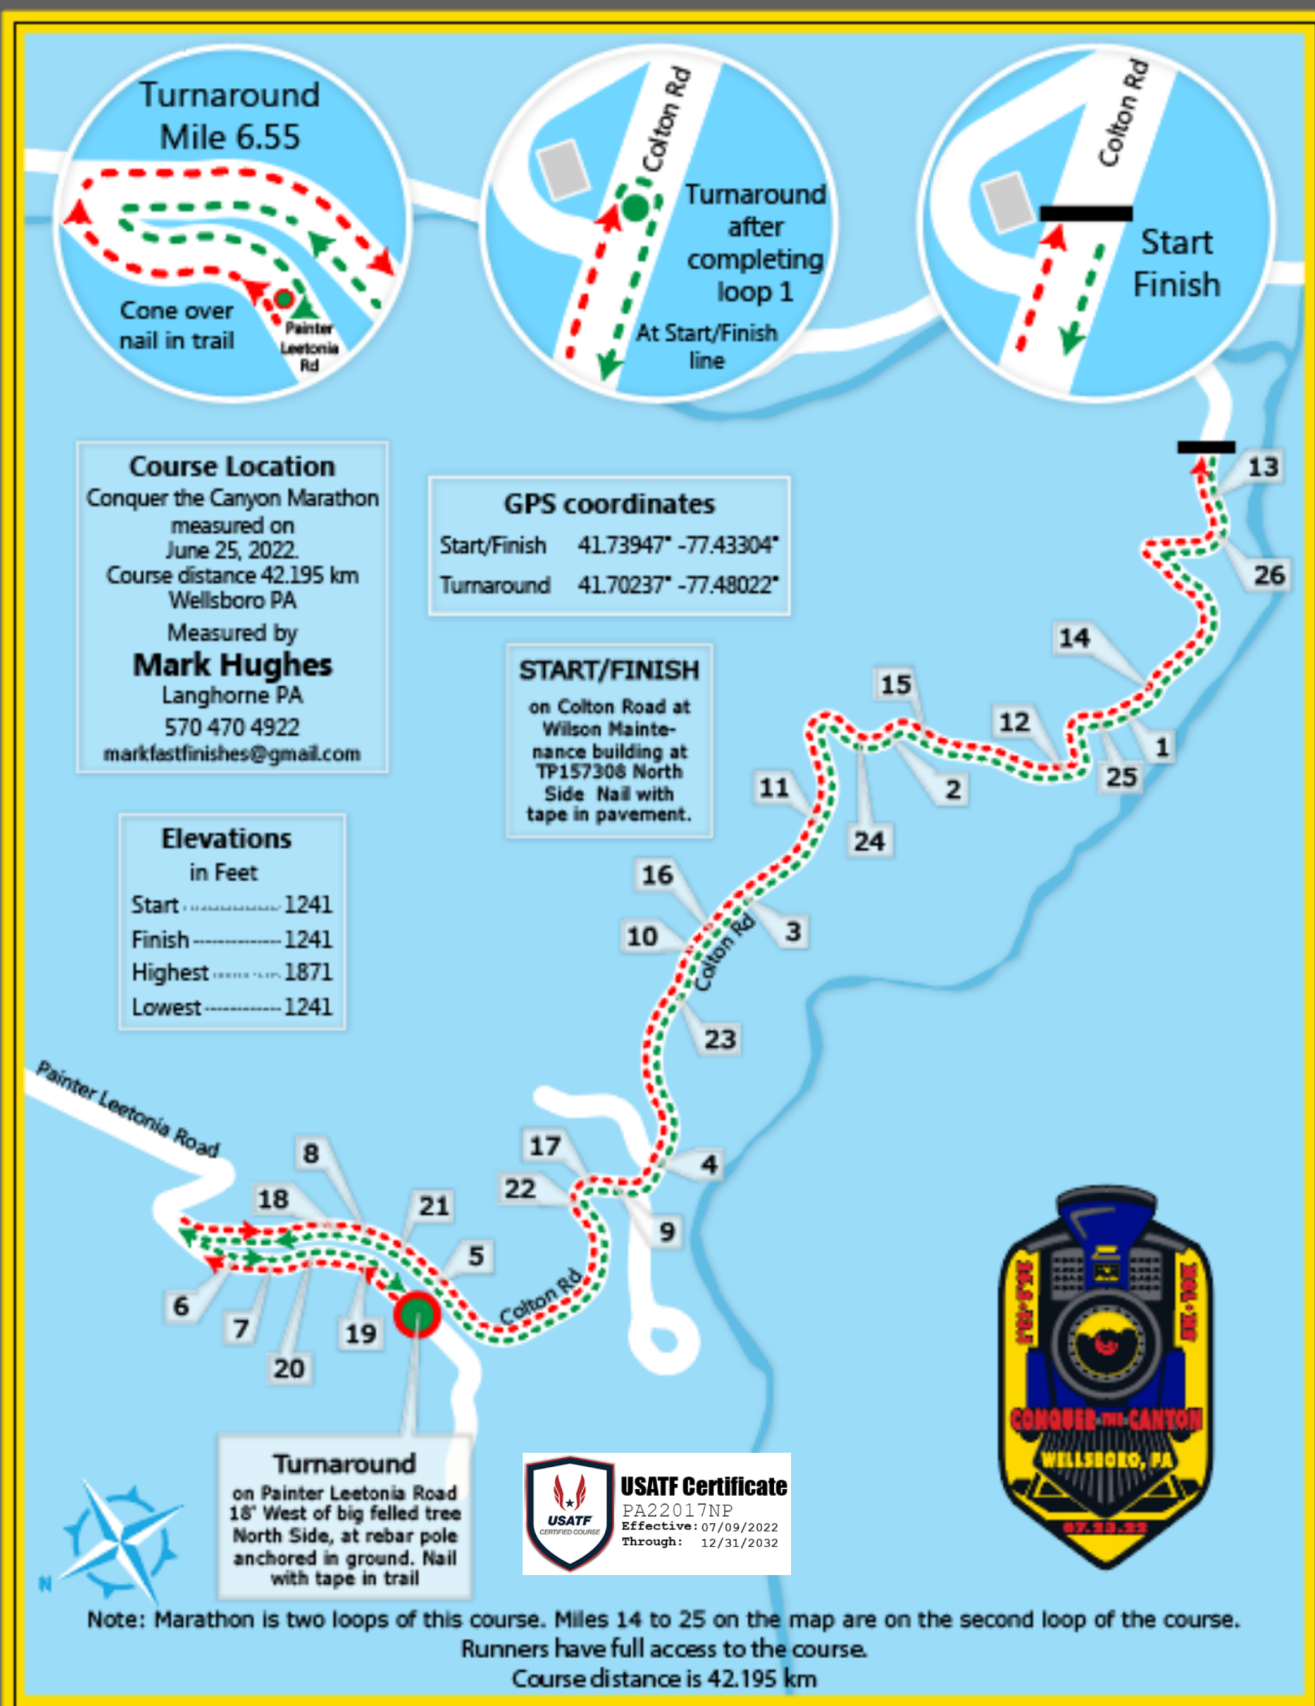 Turnaround
Mile 6.55
Cone over
nail in trail
Painter
Leetonia
Rd
Colton Rd
Turnaround
after
completing
loop 1
At Start/Finish
line
Colton Rd
Start
Finish
Course Location
Conquer the Canyon Marathon
measured on
June 25, 2022.
Course distance 42.195 km
Wellsboro PA
Measured by
Mark Hughes
Langhorne PA
570 470 4922
markfastfinishes@gmail.com
GPS coordinates
Start/Finish 41.73947° -77.43304°
Turnaround 41.70237° -77.48022°
START/FINISH
on Colton Road at
Wilson Mainte-
nance building at
TP157308 North
Side Nail with
tape in pavement.
Elevations
in Feet
Start 1241
Finish 1241
Highest 1871
Lowest 1241
13
26
14
15
12
1
25
2
11
24
16
3
10
Colton Rd
23
Painter Leetonia Road
17
4
8
22
18
21
9
5
Colton Rd
6
7
19
20
Turnaround
on Painter Leetonia Road
18' West of big felled tree
North Side, at rebar pole
anchored in ground. Nail
with tape in trail
N
USATF
CERTIFIED COURSE
USATF Certificate
PA22017NP
Effective: 07/09/2022
Through: 12/31/2032
CONQUER THE CANYON
WELLSBORO, PA
07.23.22
Note: Marathon is two loops of this course. Miles 14 to 25 on the map are on the second loop of the course.
Runners have full access to the course.
Course distance is 42.195 km